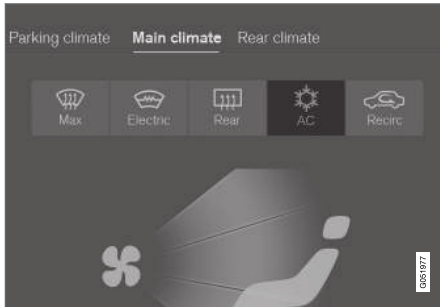 Parking climate Main climate Rear climate
Max Electric Rear AC Recirc
G051977